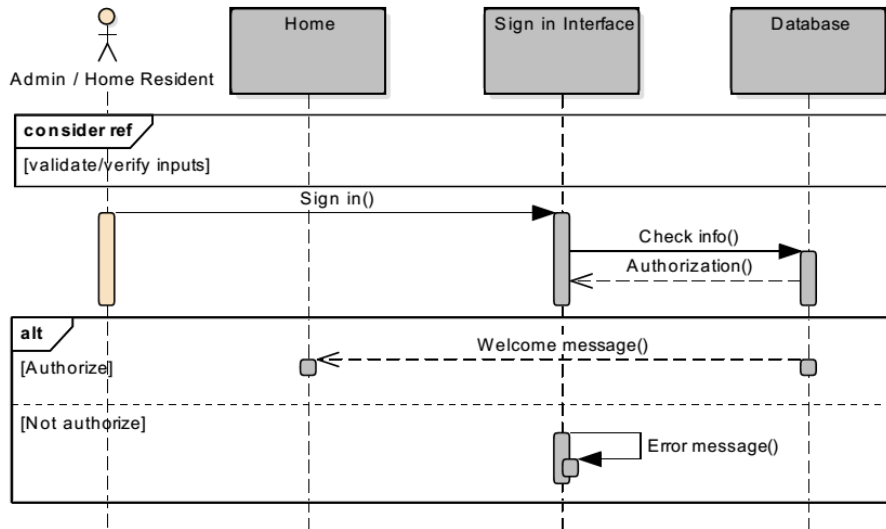 Home
Sign in Interface
Database
Admin / Home Resident
consider ref
[validate/verify inputs]
Sign in()
Check info()
Authorization()
alt
Welcome message()
[Authorize]
[Not authorize]
Error message()